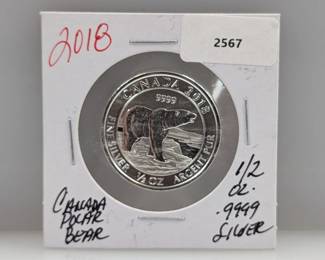 2018
2567
CANADA 2018
9999
FINE SILVER 1/2 OZ ARGENT PUR
CANADA
POLAR
BEAR
1/2
OZ.
.9999
SILVER